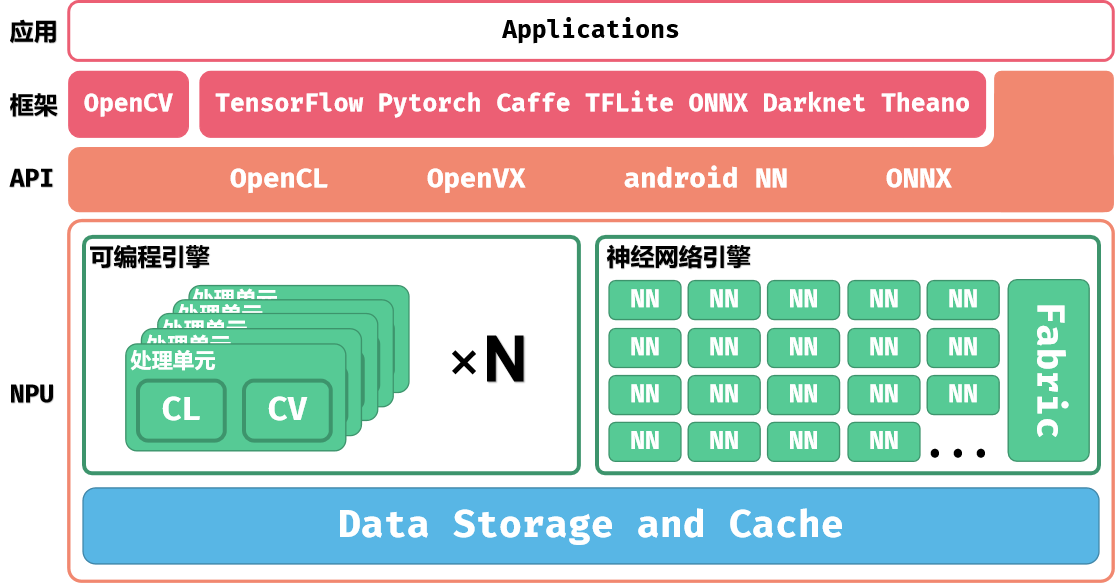 应用 Applications
框架 OpenCV TensorFlow Pytorch Caffe TFLite ONNX Darknet Theano
API OpenCL OpenVX android NN ONNX
NPU
可编程引擎
处理单元
处理单元
处理单元
处理单元
处理单元
CL CV
×N
神经网络引擎
NN NN NN NN NN
NN NN NN NN NN
NN NN NN NN NN
NN NN NN NN ...
Fabric
Data Storage and Cache